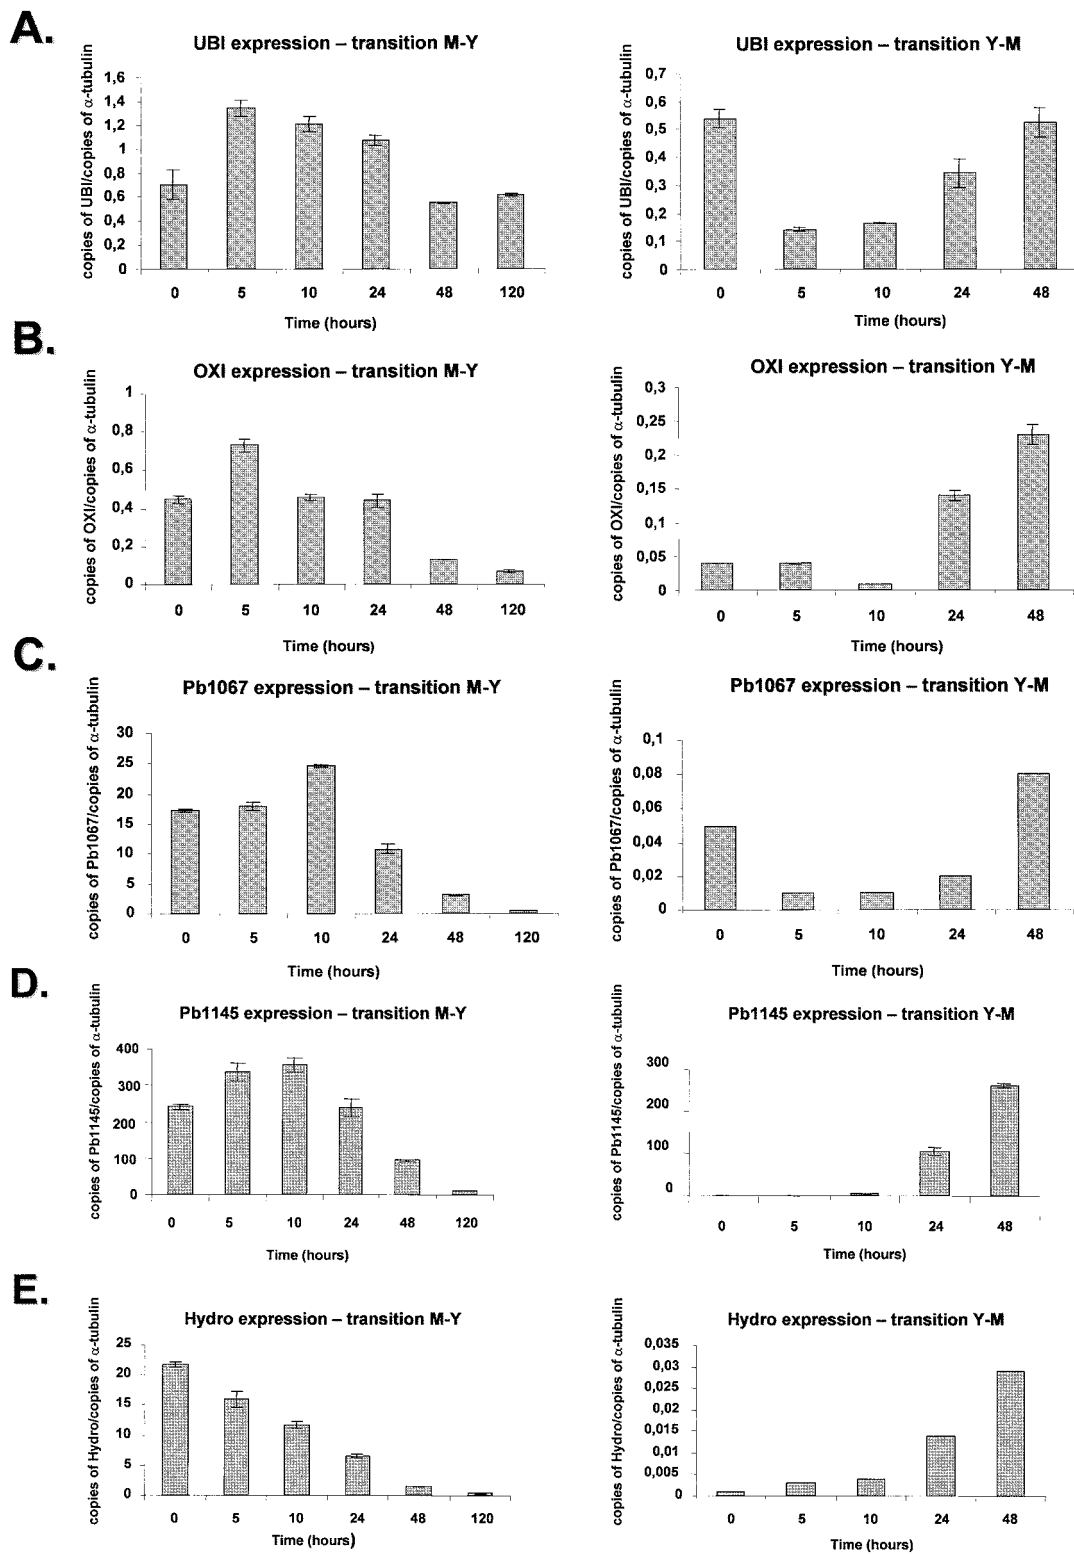 A.
UBI expression – transition M-Y
copies of UBI/copies of α-tubulin
1,6
1,4
1,2
1
0,8
0,6
0,4
0,2
0
0 5 10 24 48 120
Time (hours)
UBI expression – transition Y-M
copies of UBI/copies of α-tubulin
0,7
0,6
0,5
0,4
0,3
0,2
0,1
0
0 5 10 24 48
Time (hours)
B.
OXI expression – transition M-Y
copies of OXI/copies of α-tubulin
1
0,8
0,6
0,4
0,2
0
0 5 10 24 48 120
Time (hours)
OXI expression – transition Y-M
copies of OXI/copies of α-tubulin
0,3
0,25
0,2
0,15
0,1
0,05
0
0 5 10 24 48
Time (hours)
C.
Pb1067 expression – transition M-Y
copies of Pb1067/copies of α-tubulin
30
25
20
15
10
5
0
0 5 10 24 48 120
Time (hours)
Pb1067 expression – transition Y-M
copies of Pb1067/copies of α-tubulin
0,1
0,08
0,06
0,04
0,02
0
0 5 10 24 48
Time (hours)
D.
Pb1145 expression – transition M-Y
copies of Pb1145/copies of α-tubulin
400
300
200
100
0
0 5 10 24 48 120
Time (hours)
Pb1145 expression – transition Y-M
copies of Pb1145/copies of α-tubulin
300
200
100
0
0 5 10 24 48
Time (hours)
E.
Hydro expression – transition M-Y
copies of Hydro/copies of α-tubulin
25
20
15
10
5
0
0 5 10 24 48 120
Time (hours)
Hydro expression – transition Y-M
copies of Hydro/copies of α-tubulin
0,035
0,03
0,025
0,02
0,015
0,01
0,005
0
0 5 10 24 48
Time (hours)